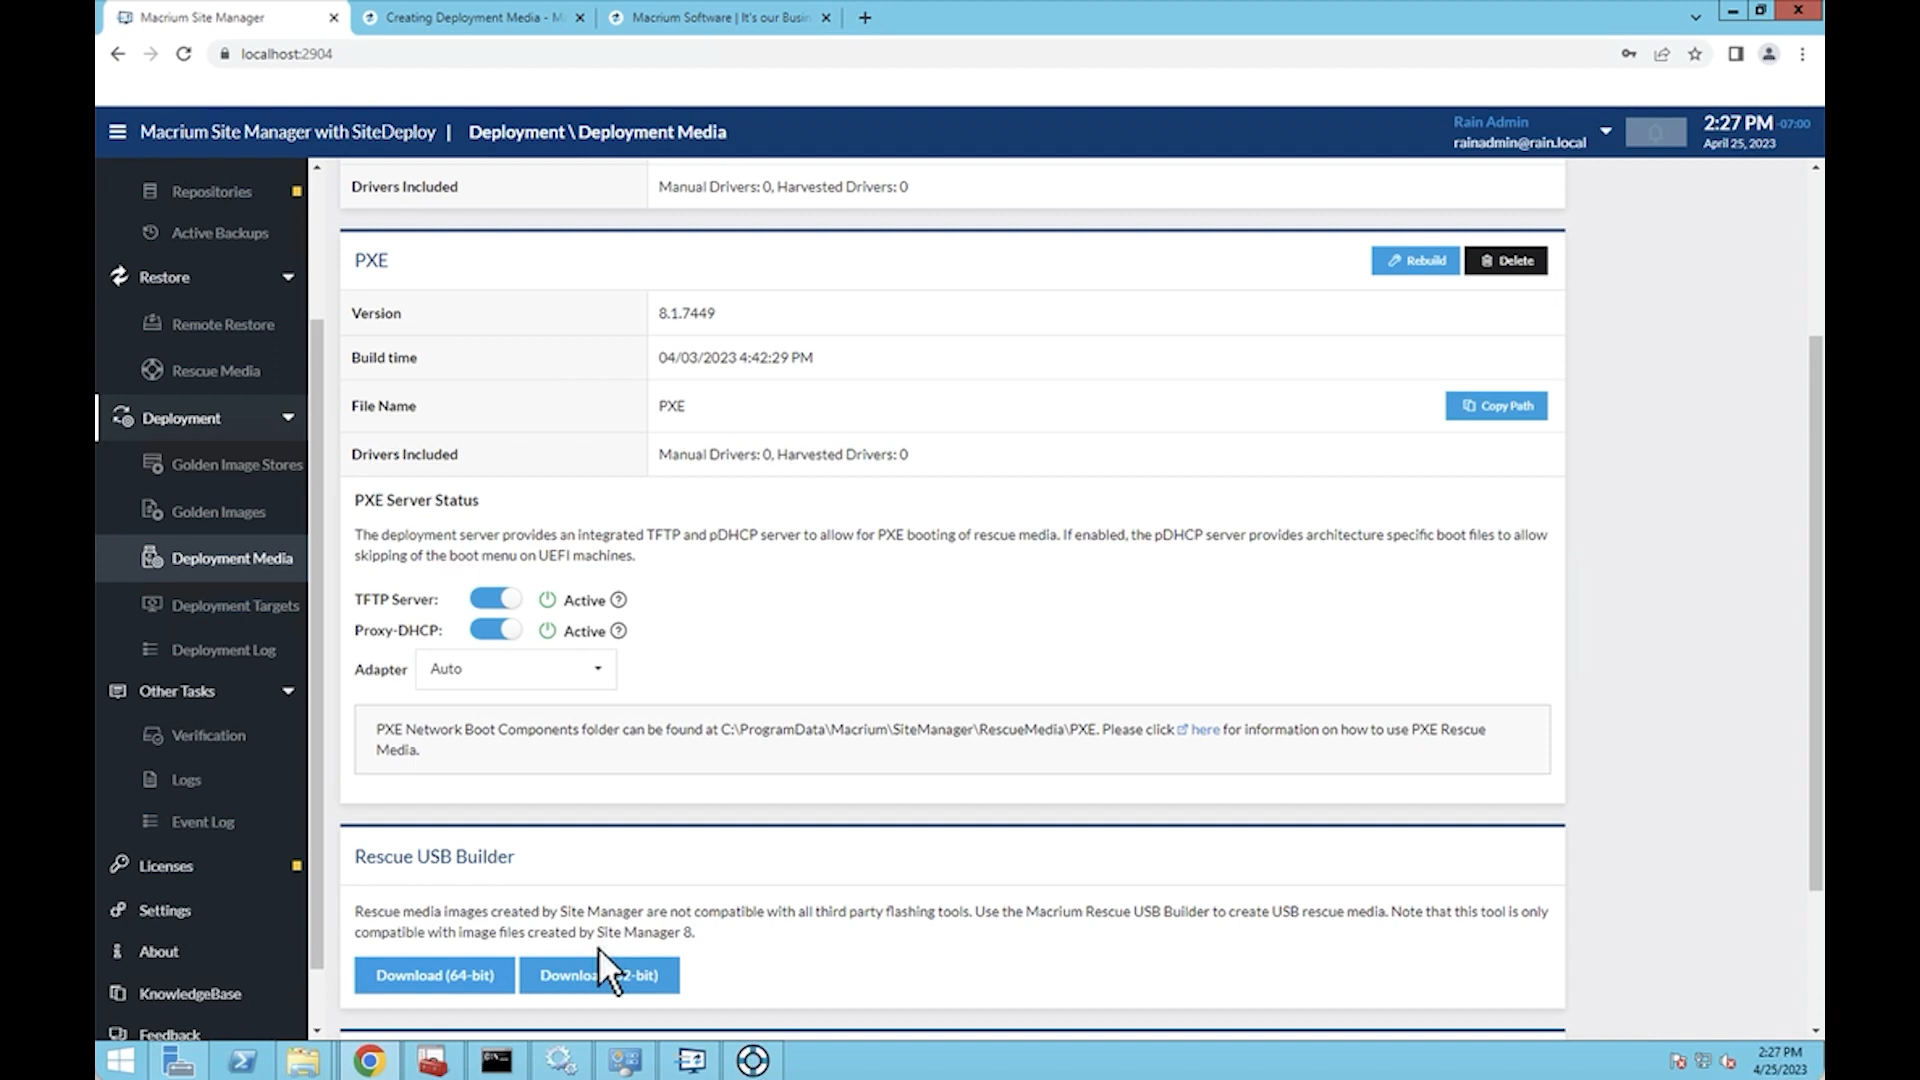 Macrium Site Manager
Creating Deployment Media - M
Macrium Software | It's our Busin
localhost:2904
Macrium Site Manager with SiteDeploy | Deployment \ Deployment Media
Rain Admin
rainadmin@rain.local
2:27 PM -07:00
April 25, 2023
Repositories
Active Backups
Restore
Remote Restore
Rescue Media
Deployment
Golden Image Stores
Golden Images
Deployment Media
Deployment Targets
Deployment Log
Other Tasks
Verification
Logs
Event Log
Licenses
Settings
About
KnowledgeBase
Feedback
Drivers Included Manual Drivers: 0, Harvested Drivers: 0
PXE
Rebuild Delete
Version 8.1.7449
Build time 04/03/2023 4:42:29 PM
File Name PXE Copy Path
Drivers Included Manual Drivers: 0, Harvested Drivers: 0
PXE Server Status
The deployment server provides an integrated TFTP and pDHCP server to allow for PXE booting of rescue media. If enabled, the pDHCP server provides architecture specific boot files to allow
skipping of the boot menu on UEFI machines.
TFTP Server: Active ?
Proxy-DHCP: Active ?
Adapter Auto
PXE Network Boot Components folder can be found at C:\ProgramData\Macrium\SiteManager\RescueMedia\PXE. Please click here for information on how to use PXE Rescue
Media.
Rescue USB Builder
Rescue media images created by Site Manager are not compatible with all third party flashing tools. Use the Macrium Rescue USB Builder to create USB rescue media. Note that this tool is only
compatible with image files created by Site Manager 8.
Download (64-bit) Downloa 2-bit)
2:27 PM
4/25/2023